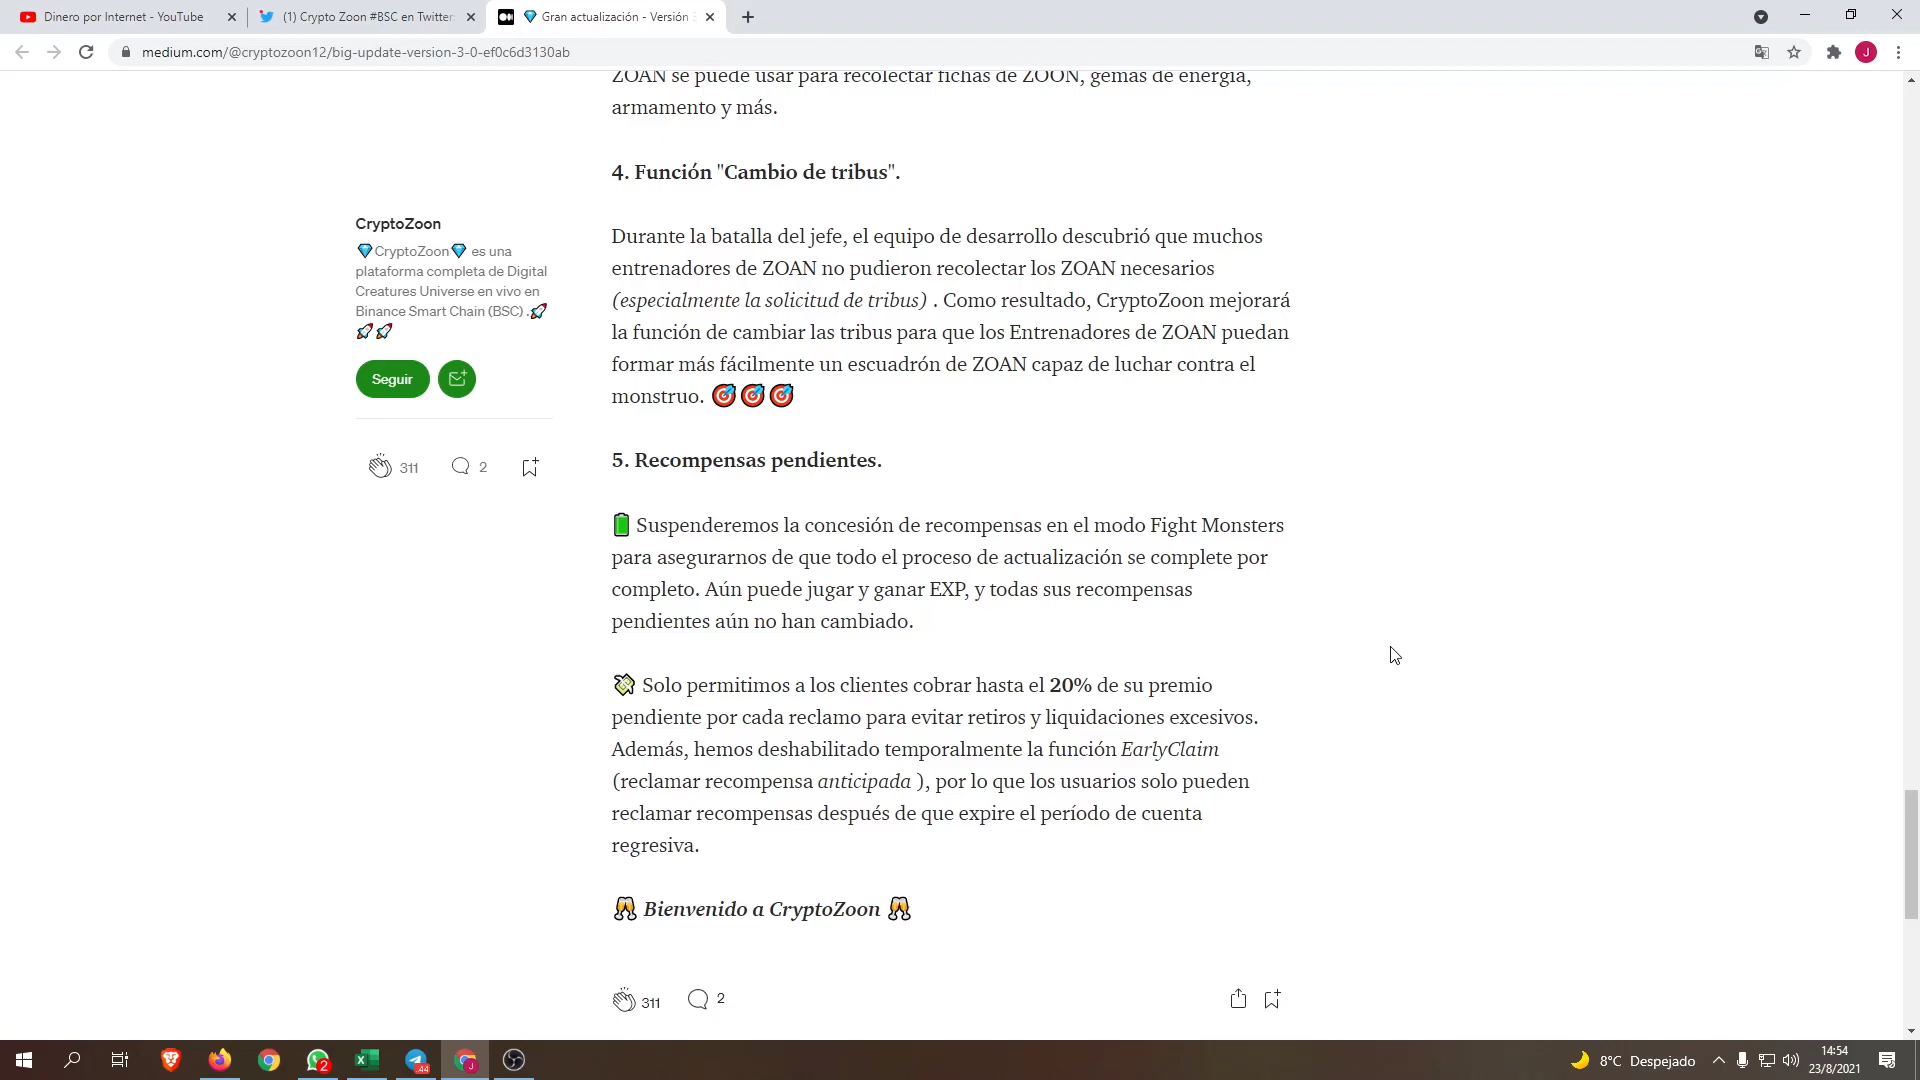 Dinero por Internet - YouTube
(1) Crypto Zoon #BSC en Twitter:
Gran actualización - Versión 3
medium.com/@cryptozoon12/big-update-version-3-0-ef0c6d3130ab
J
ZOAN se puede usar para recolectar fichas de ZOON, gemas de energía,
armamento y más.
4. Función "Cambio de tribus".
CryptoZoon
💎CryptoZoon💎 es una
plataforma completa de Digital
Creatures Universe en vivo en
Binance Smart Chain (BSC) .🚀
🚀🚀
Seguir
311
2
Durante la batalla del jefe, el equipo de desarrollo descubrió que muchos
entrenadores de ZOAN no pudieron recolectar los ZOAN necesarios
(especialmente la solicitud de tribus) . Como resultado, CryptoZoon mejorará
la función de cambiar las tribus para que los Entrenadores de ZOAN puedan
formar más fácilmente un escuadrón de ZOAN capaz de luchar contra el
monstruo. 🎯🎯🎯
5. Recompensas pendientes.
🔋 Suspenderemos la concesión de recompensas en el modo Fight Monsters
para asegurarnos de que todo el proceso de actualización se complete por
completo. Aún puede jugar y ganar EXP, y todas sus recompensas
pendientes aún no han cambiado.
💸 Solo permitimos a los clientes cobrar hasta el 20% de su premio
pendiente por cada reclamo para evitar retiros y liquidaciones excesivos.
Además, hemos deshabilitado temporalmente la función EarlyClaim
(reclamar recompensa anticipada ), por lo que los usuarios solo pueden
reclamar recompensas después de que expire el período de cuenta
regresiva.
🥂 Bienvenido a CryptoZoon 🥂
311
2
2
44
J
8°C Despejado
14:54
23/8/2021